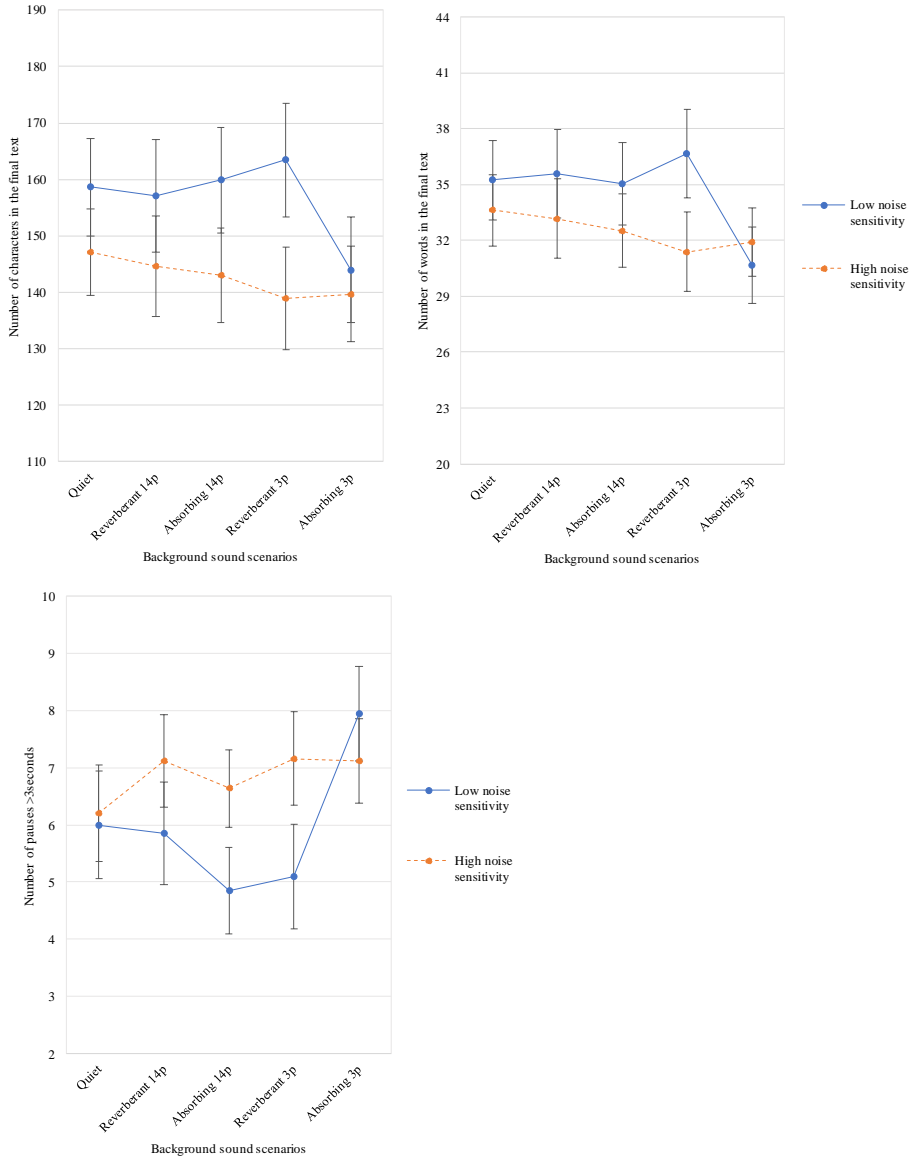 Number of characters in the final text
190
180
170
160
150
140
130
120
110
Quiet
Reverberant 14p
Absorbing 14p
Reverberant 3p
Absorbing 3p
Background sound scenarios
Number of words in the final text
44
41
38
35
32
29
26
23
20
Quiet
Reverberant 14p
Absorbing 14p
Reverberant 3p
Absorbing 3p
Background sound scenarios
Low noise
sensitivity
High noise
sensitivity
Number of pauses >3seconds
10
9
8
7
6
5
4
3
2
Quiet
Reverberant 14p
Absorbing 14p
Reverberant 3p
Absorbing 3p
Background sound scenarios
Low noise
sensitivity
High noise
sensitivity